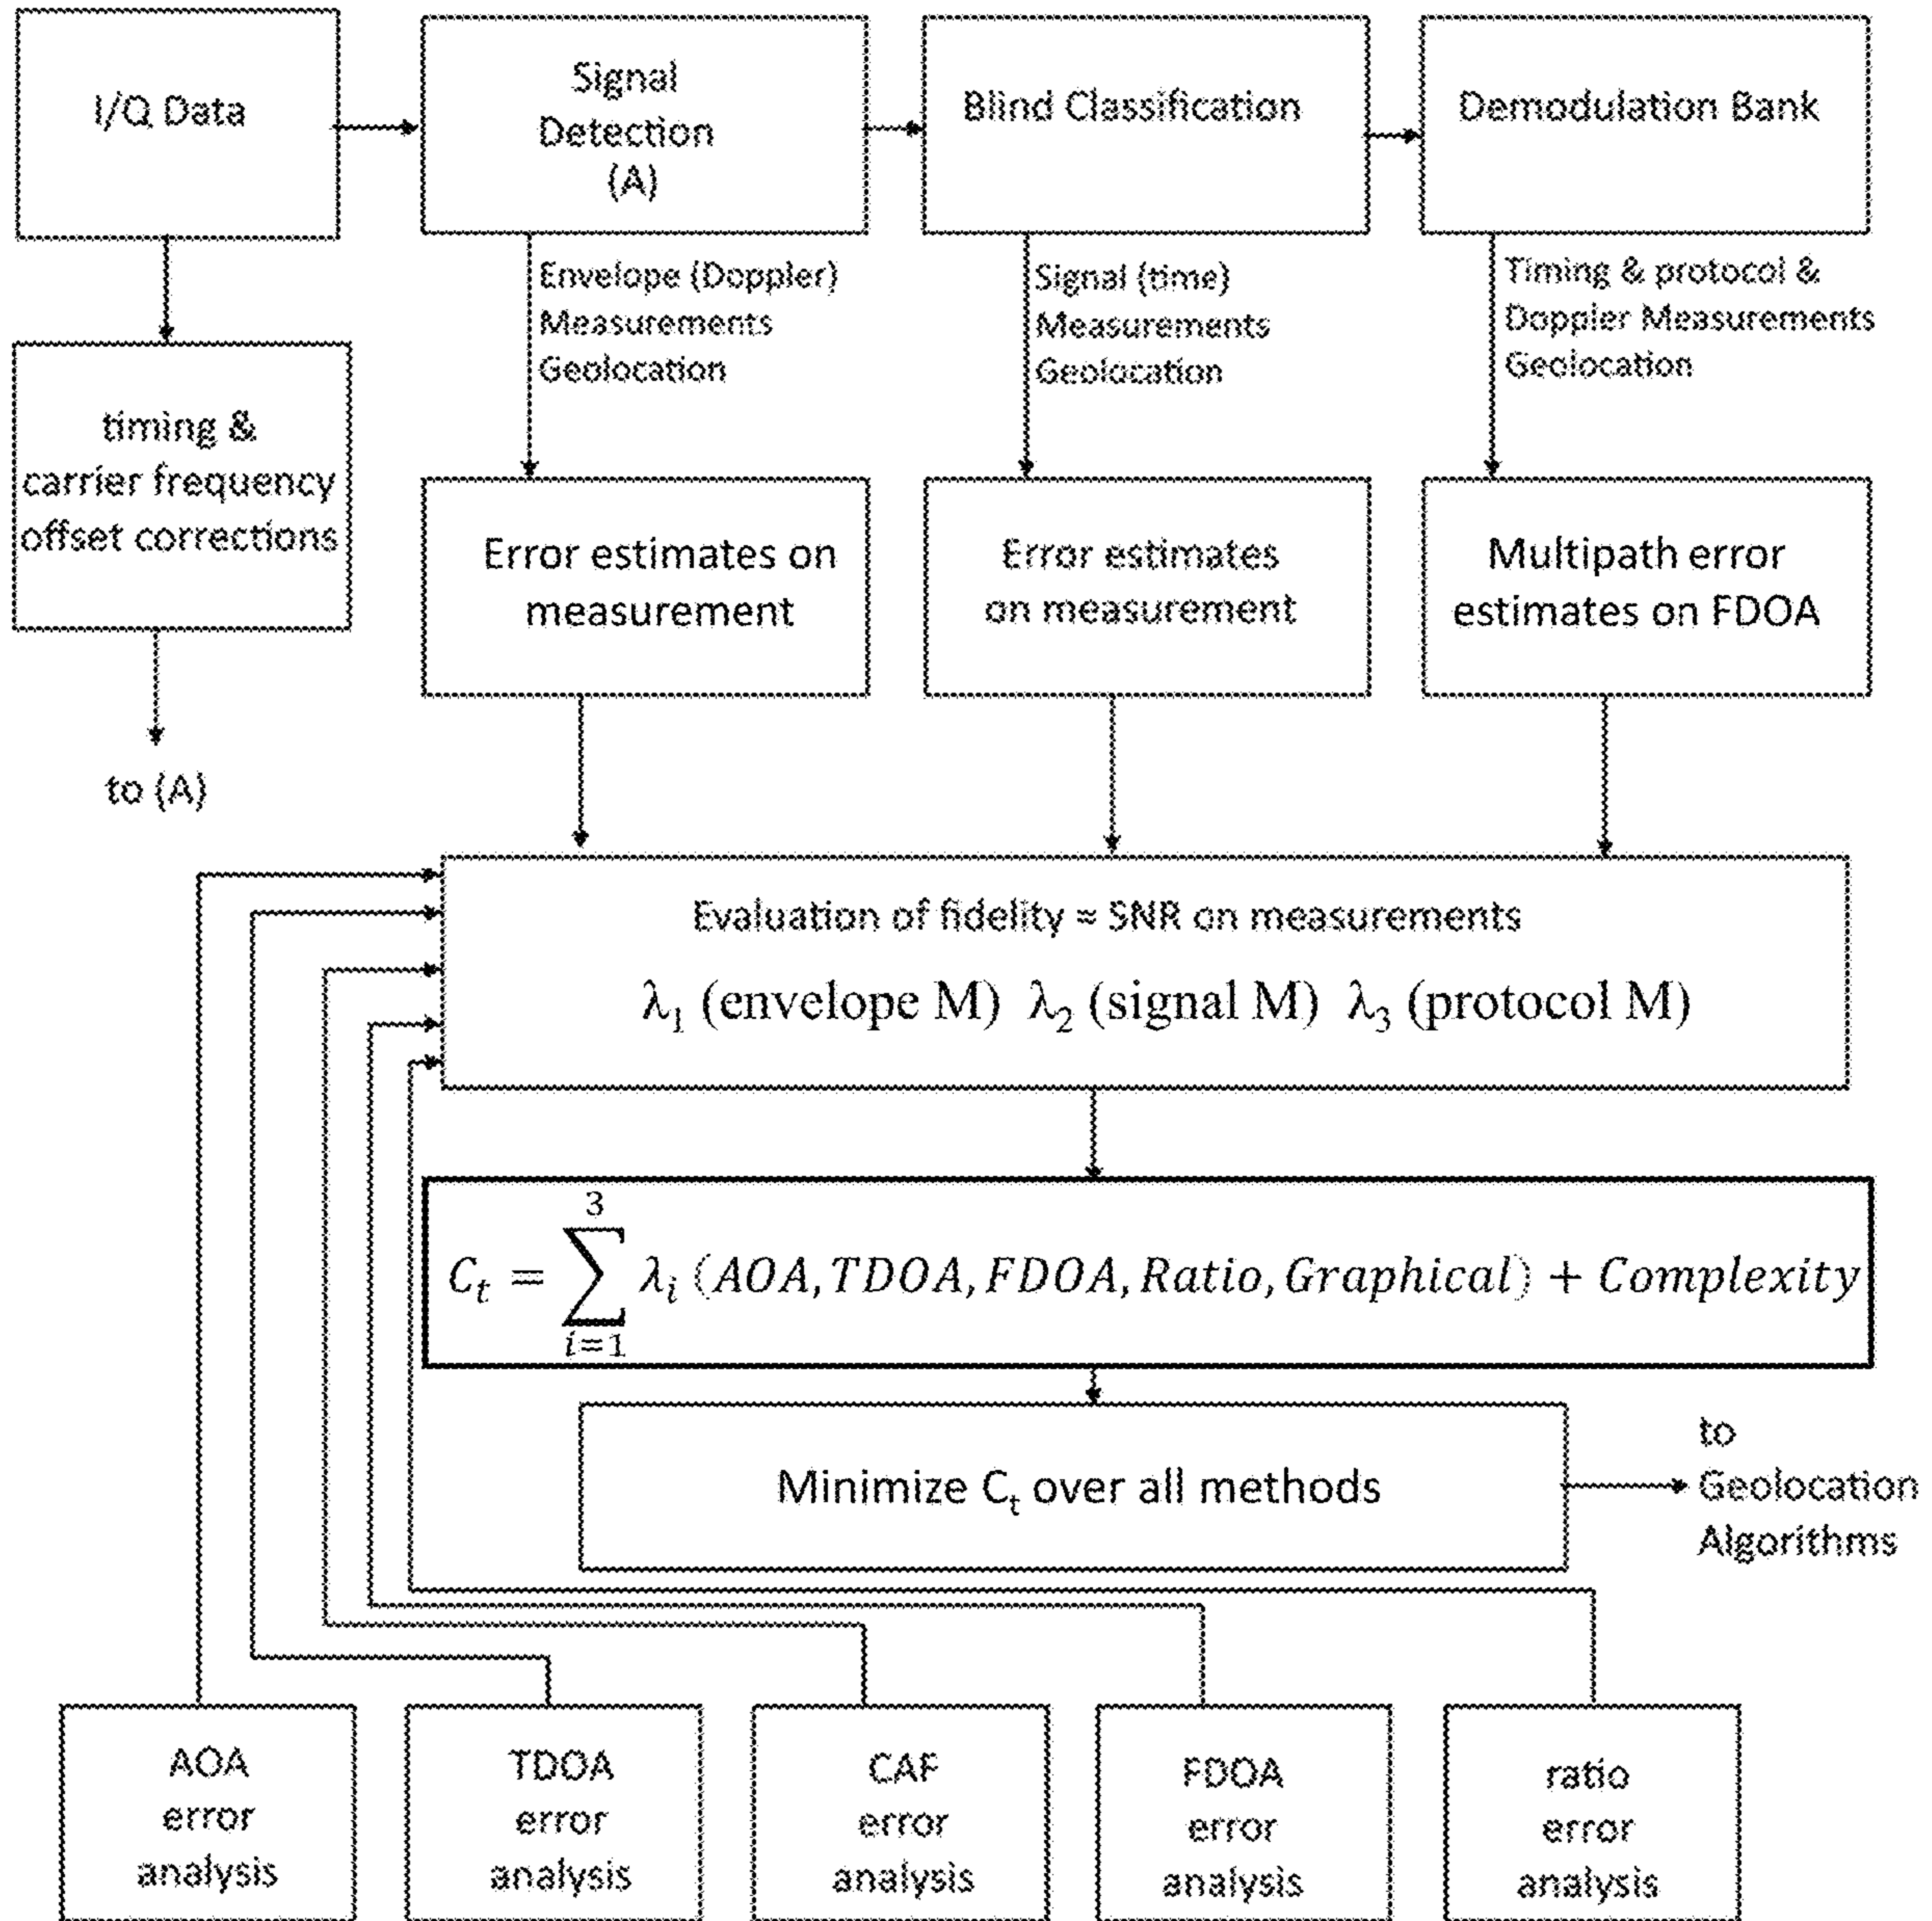 I/Q Data
Signal
Detection
(A)
Blind Classification
Demodulation Bank
Envelope (Doppler)
Measurements
Geolocation
Signal (time)
Measurements
Geolocation
Timing & protocol &
Doppler Measurements
Geolocation
timing &
carrier frequency
offset corrections
to (A)
Error estimates on
measurement
Error estimates
on measurement
Multipath error
estimates on FDOA
Evaluation of fidelity ≈ SNR on measurements
λ₁ (envelope M) λ₂ (signal M) λ₃ (protocol M)
C_t = ∑_{i=1}^{3} λ_i (AOA, TDOA, FDOA, Ratio, Graphical) + Complexity
Minimize C_t over all methods
to
Geolocation
Algorithms
AOA
error
analysis
TDOA
error
analysis
CAF
error
analysis
FDOA
error
analysis
ratio
error
analysis